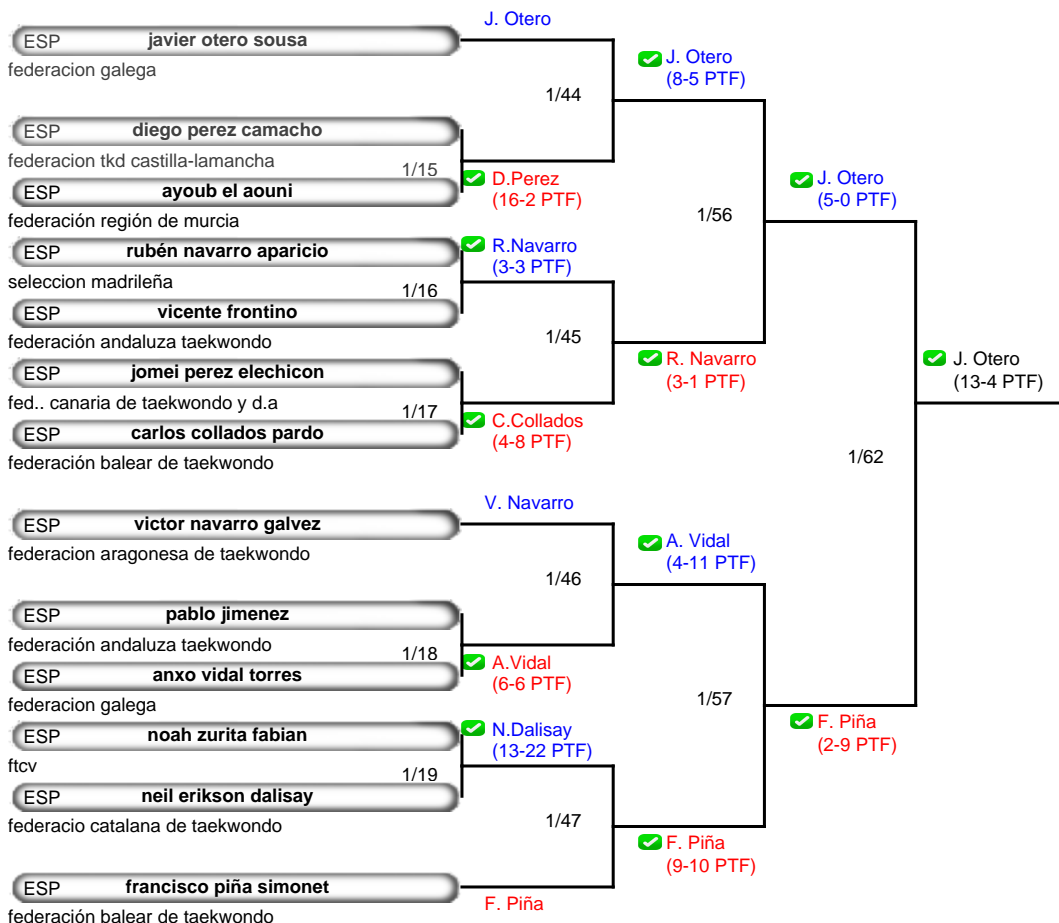 J. Otero
ESP javier otero sousa
federacion galega
J. Otero
(8-5 PTF)
1/44
ESP diego perez camacho
federacion tkd castilla-lamancha
1/15
D.Perez
(16-2 PTF)
ESP ayoub el aouni
federación región de murcia
J. Otero
(5-0 PTF)
1/56
ESP rubén navarro aparicio
seleccion madrileña
R.Navarro
(3-3 PTF)
1/16
ESP vicente frontino
federación andaluza taekwondo
1/45
ESP jomei perez elechicon
fed.. canaria de taekwondo y d.a
R. Navarro
(3-1 PTF)
J. Otero
(13-4 PTF)
1/17
C.Collados
(4-8 PTF)
ESP carlos collados pardo
federación balear de taekwondo
1/62
V. Navarro
ESP victor navarro galvez
federacion aragonesa de taekwondo
A. Vidal
(4-11 PTF)
1/46
ESP pablo jimenez
federación andaluza taekwondo
1/18
A.Vidal
(6-6 PTF)
ESP anxo vidal torres
federacion galega
1/57
F. Piña
(2-9 PTF)
ESP noah zurita fabian
ftcv
N.Dalisay
(13-22 PTF)
1/19
ESP neil erikson dalisay
federacio catalana de taekwondo
1/47
F. Piña
(9-10 PTF)
ESP francisco piña simonet
federación balear de taekwondo
F. Piña